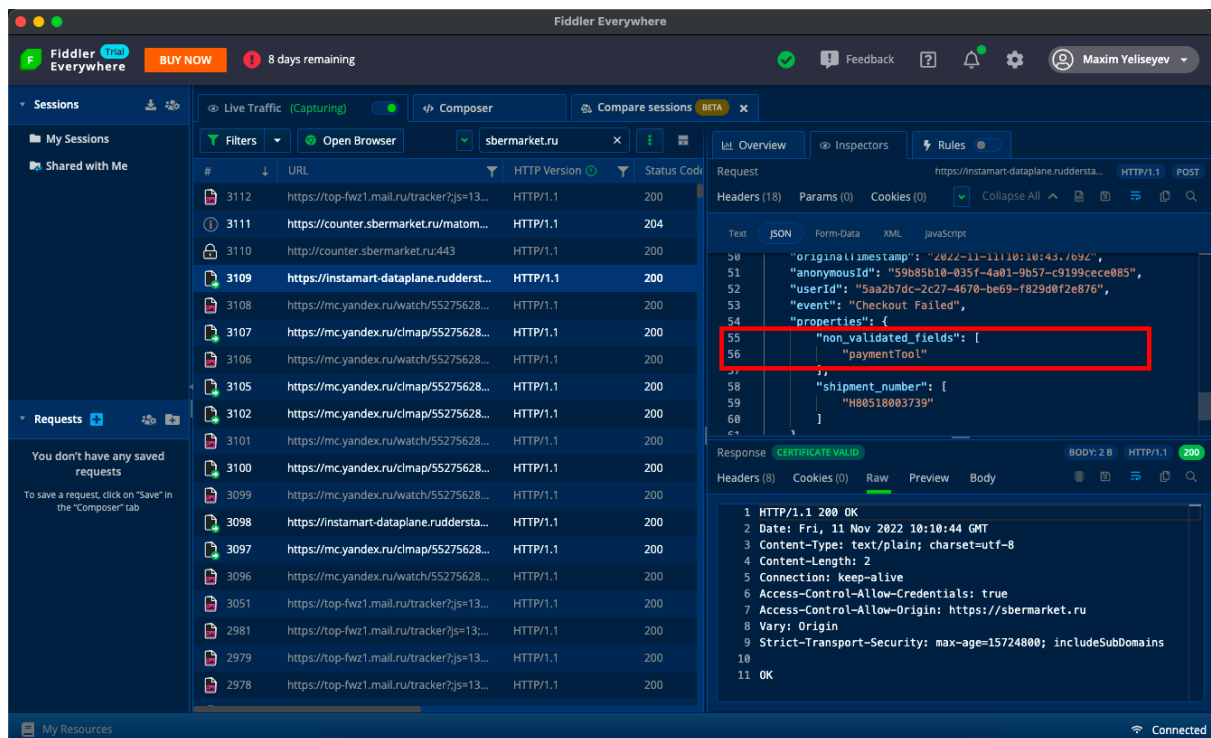 Fiddler Everywhere
Fiddler Trial
Everywhere
BUY NOW
! 8 days remaining
Feedback
Maxim Yeliseyev
Sessions
My Sessions
Shared with Me
Requests
You don't have any saved
requests
To save a request, click on "Save" in
the "Composer" tab
Live Traffic (Capturing)
Composer
Compare sessions BETA
Filters
Open Browser
sbermarket.ru
# URL HTTP Version Status Code
3112 https://top-fwz1.mail.ru/tracker?;js=13... HTTP/1.1 200
3111 https://counter.sbermarket.ru/matom... HTTP/1.1 204
3110 http://counter.sbermarket.ru:443 HTTP/1.1 200
3109 https://instamart-dataplane.rudderst... HTTP/1.1 200
3108 https://mc.yandex.ru/watch/55275628... HTTP/1.1 200
3107 https://mc.yandex.ru/clmap/55275628... HTTP/1.1 200
3106 https://mc.yandex.ru/watch/55275628... HTTP/1.1 200
3105 https://mc.yandex.ru/clmap/55275628... HTTP/1.1 200
3102 https://mc.yandex.ru/clmap/55275628... HTTP/1.1 200
3101 https://mc.yandex.ru/watch/55275628... HTTP/1.1 200
3100 https://mc.yandex.ru/clmap/55275628... HTTP/1.1 200
3099 https://mc.yandex.ru/watch/55275628... HTTP/1.1 200
3098 https://instamart-dataplane.ruddersta... HTTP/1.1 200
3097 https://mc.yandex.ru/clmap/55275628... HTTP/1.1 200
3096 https://mc.yandex.ru/watch/55275628... HTTP/1.1 200
3051 https://top-fwz1.mail.ru/tracker?;js=13... HTTP/1.1 200
2981 https://top-fwz1.mail.ru/tracker?js=13;... HTTP/1.1 200
2979 https://top-fwz1.mail.ru/tracker?;js=13... HTTP/1.1 200
2978 https://top-fwz1.mail.ru/tracker?;js=13... HTTP/1.1 200
Overview
Inspectors
Rules
Request https://instamart-dataplane.ruddersta... HTTP/1.1 POST
Headers (18) Params (0) Cookies (0) Collapse All
Text JSON Form-Data XML JavaScript
50 "originalTimestamp": "2022-11-11T10:10:43.769Z",
51 "anonymousId": "59b85b10-035f-4a01-9b57-c9199cece085",
52 "userId": "5aa2b7dc-2c27-4670-be69-f829d0f2e876",
53 "event": "Checkout Failed",
54 "properties": {
55 "non_validated_fields": [
56 "paymentTool"
57 ],
58 "shipment_number": [
59 "H80518003739"
60 ]
61 }
Response CERTIFICATE VALID BODY: 2 B HTTP/1.1 200
Headers (8) Cookies (0) Raw Preview Body
1 HTTP/1.1 200 OK
2 Date: Fri, 11 Nov 2022 10:10:44 GMT
3 Content-Type: text/plain; charset=utf-8
4 Content-Length: 2
5 Connection: keep-alive
6 Access-Control-Allow-Credentials: true
7 Access-Control-Allow-Origin: https://sbermarket.ru
8 Vary: Origin
9 Strict-Transport-Security: max-age=15724800; includeSubDomains
10
11 OK
My Resources
Connected